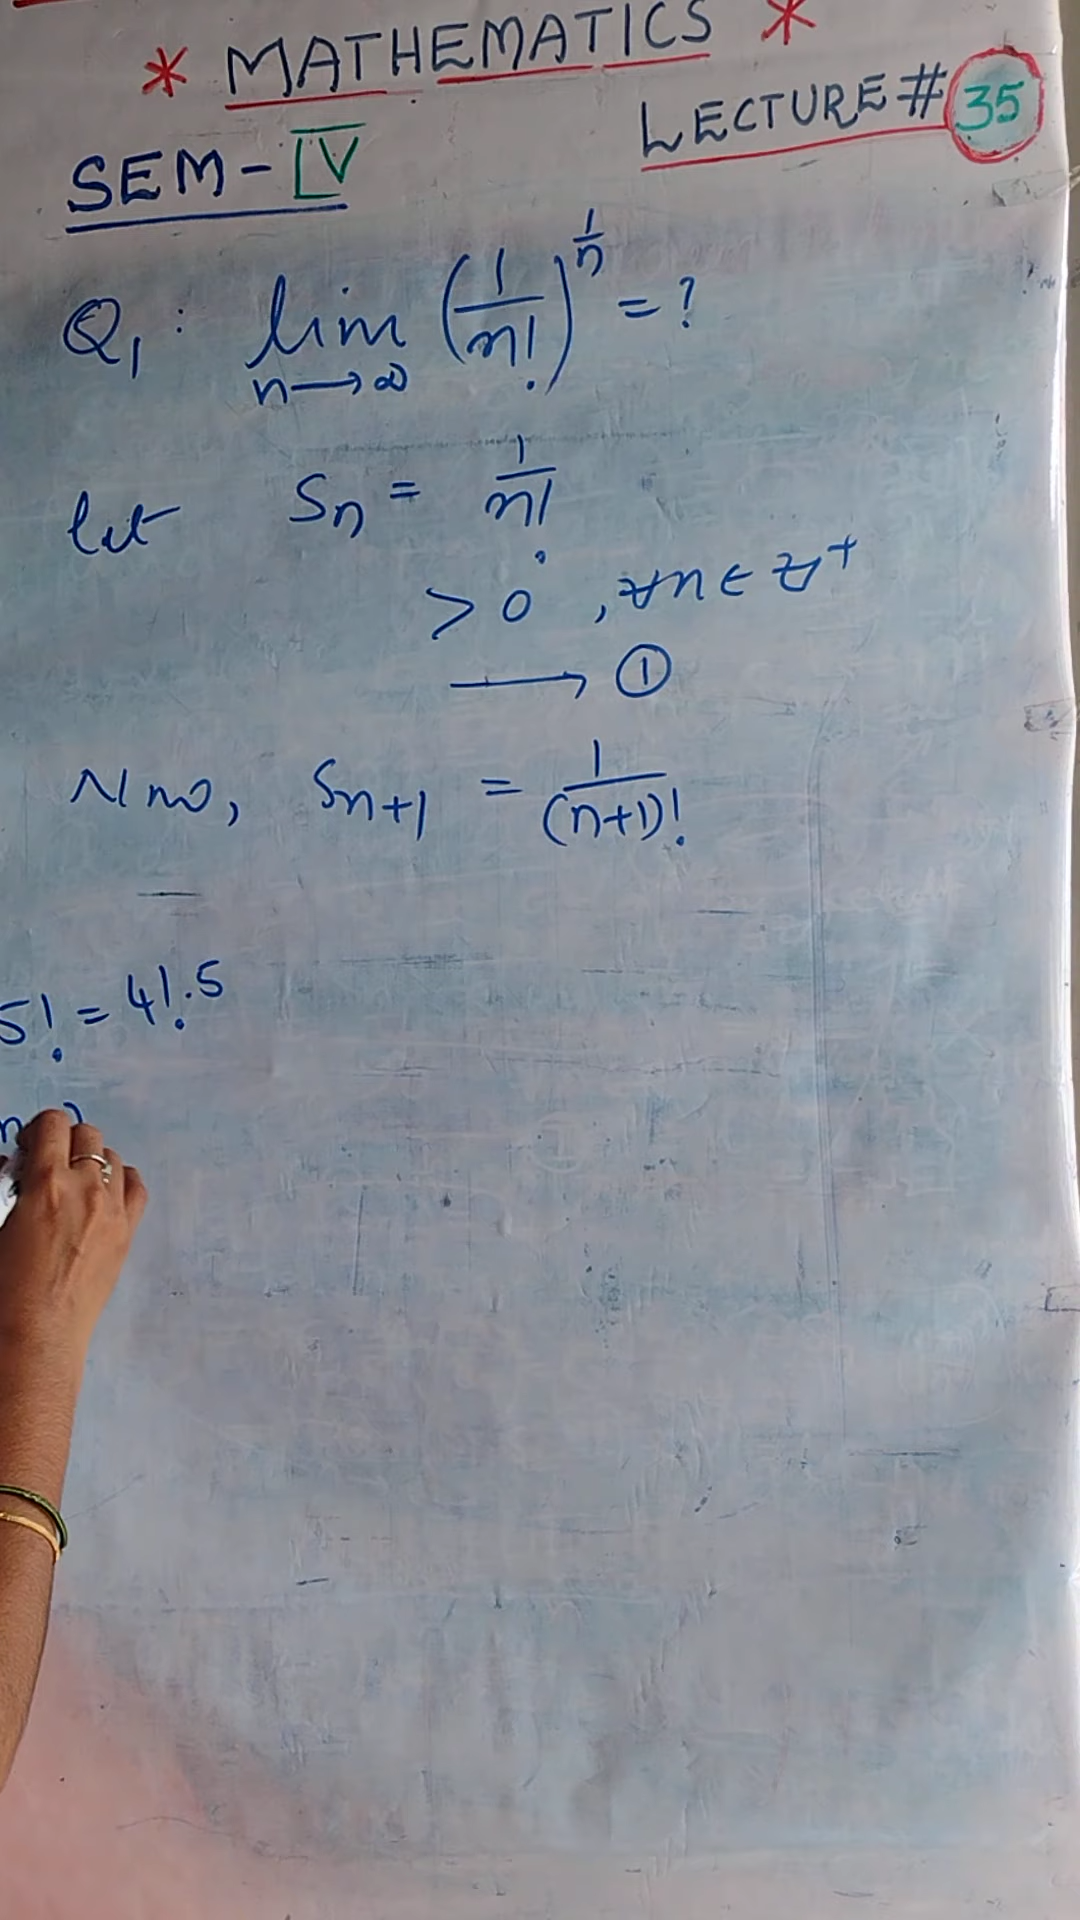 * MATHEMATICS *
LECTURE # 35
SEM-IV
Q₁ : lim n→∞ (1/n!)^(1/n) = ?
let Sn = 1/n!
> 0 , ∀n ∈ Z⁺
→ ①
Now, Sn+1 = 1/(n+1)!
5! = 4!.5